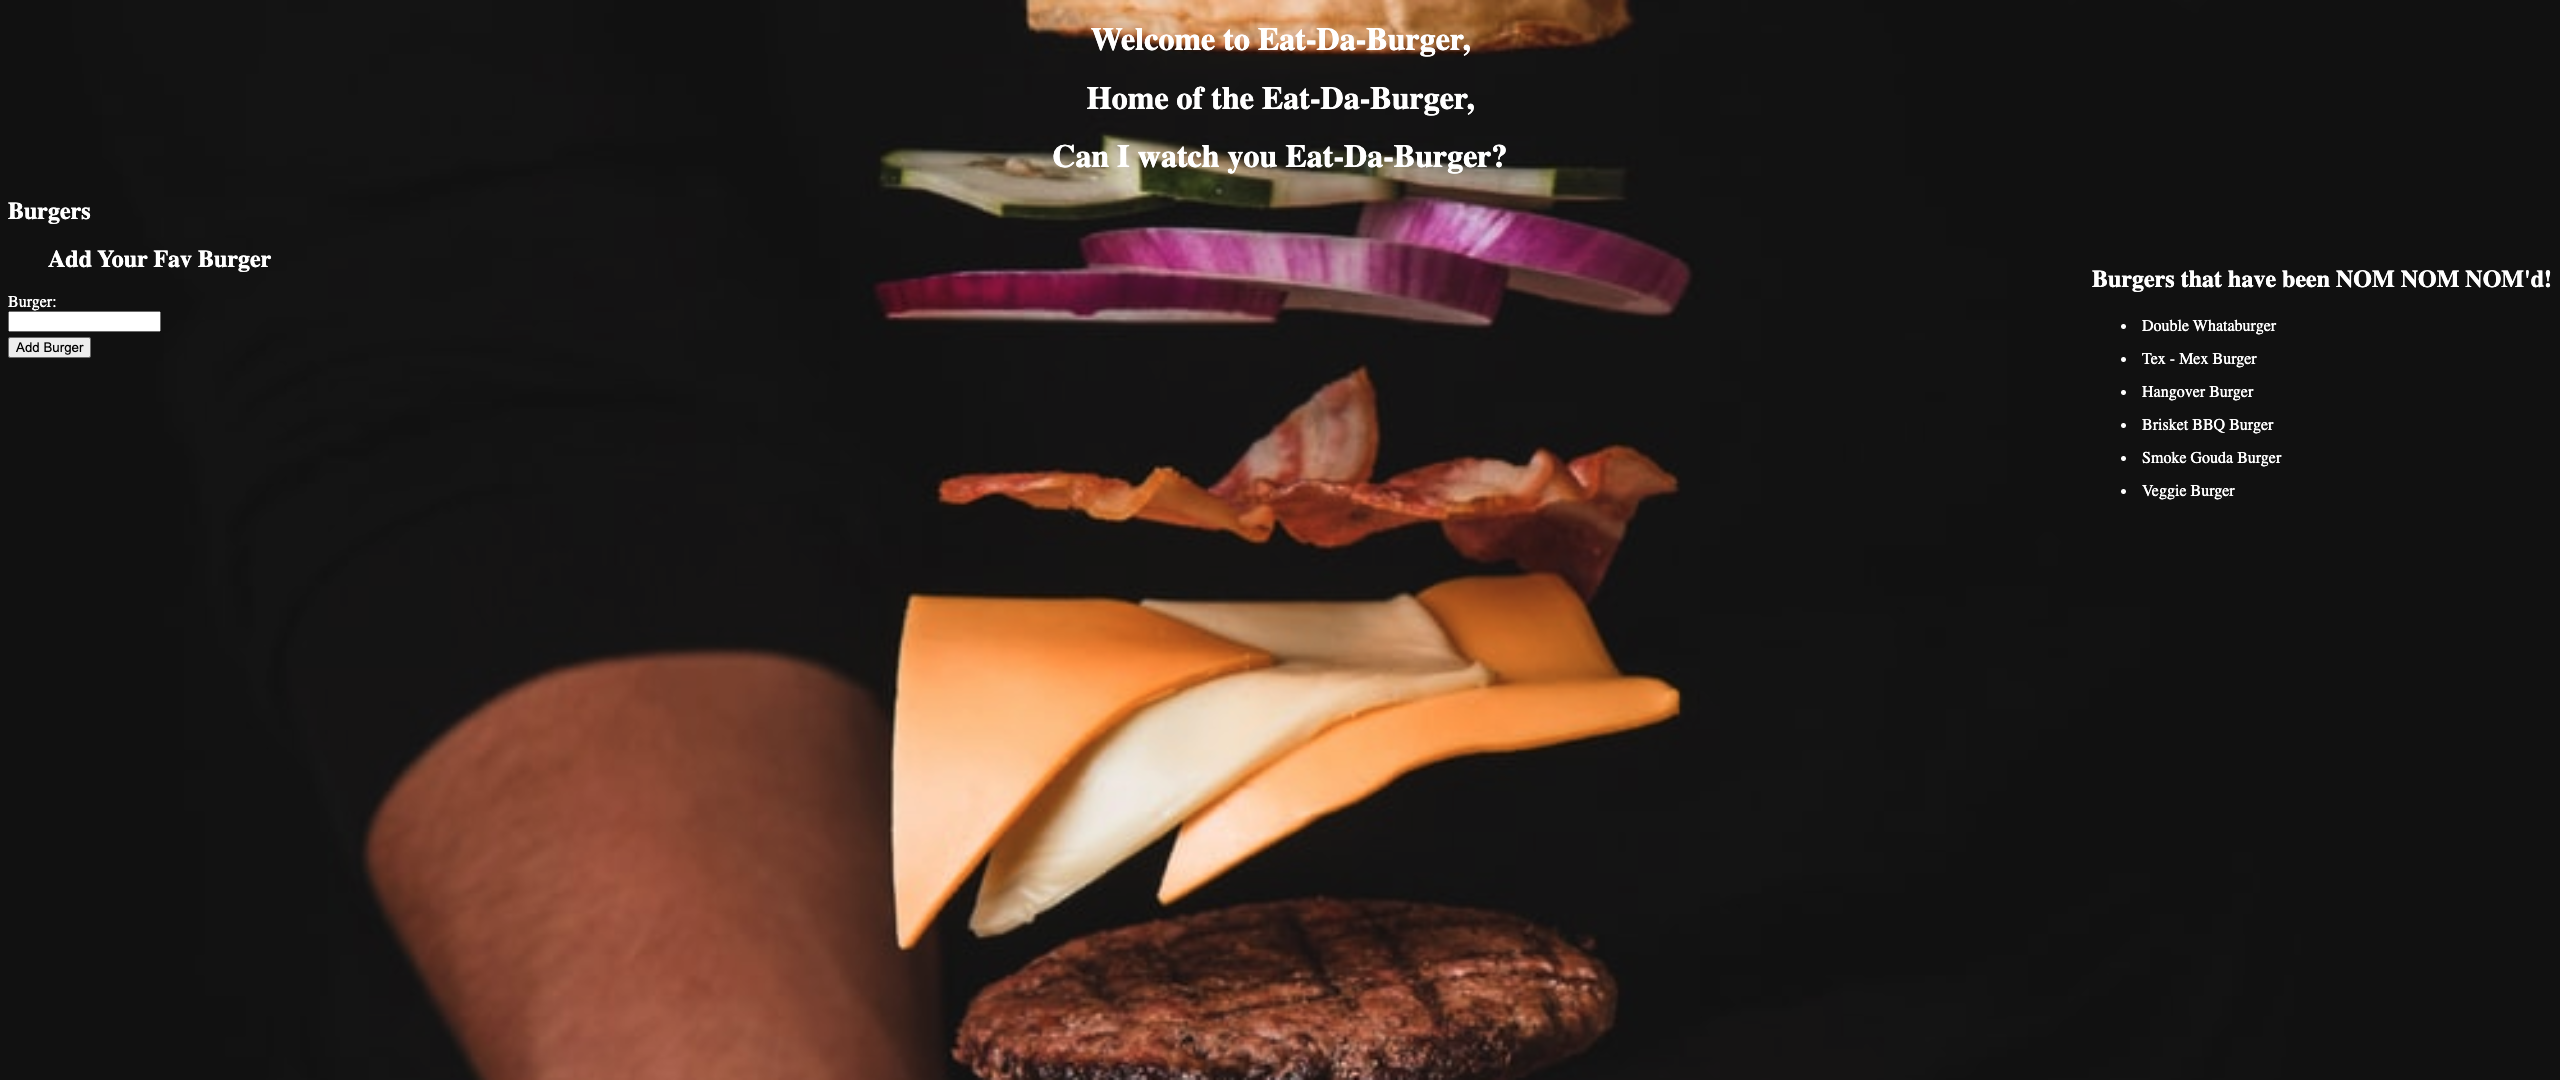 Welcome to Eat-Da-Burger,
Home of the Eat-Da-Burger,
Can I watch you Eat-Da-Burger?
Burgers
Add Your Fav Burger
Burger:
Add Burger
Burgers that have been NOM NOM NOM'd!
Double Whataburger
Tex - Mex Burger
Hangover Burger
Brisket BBQ Burger
Smoke Gouda Burger
Veggie Burger